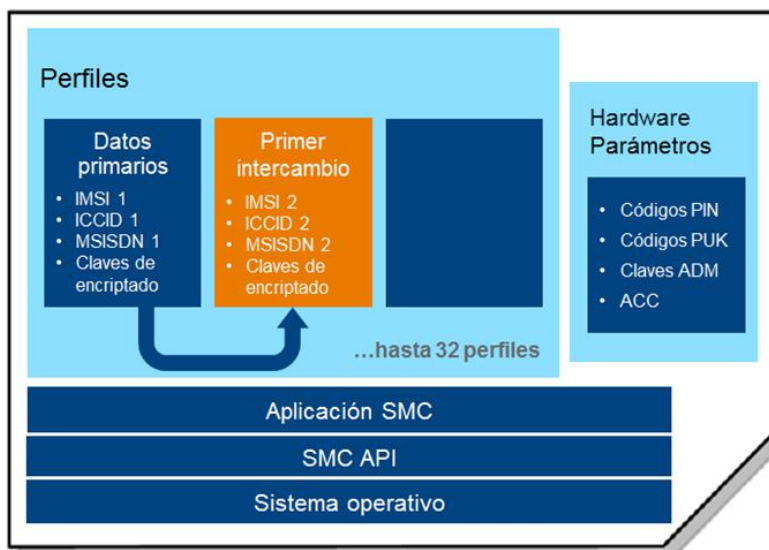 Perfiles
Datos
primarios
• IMSI 1
• ICCID 1
• MSISDN 1
• Claves de
encriptado
Primer
intercambio
• IMSI 2
• ICCID 2
• MSISDN 2
• Claves de
encriptado
...hasta 32 perfiles
Hardware
Parámetros
• Códigos PIN
• Códigos PUK
• Claves ADM
• ACC
Aplicación SMC
SMC API
Sistema operativo